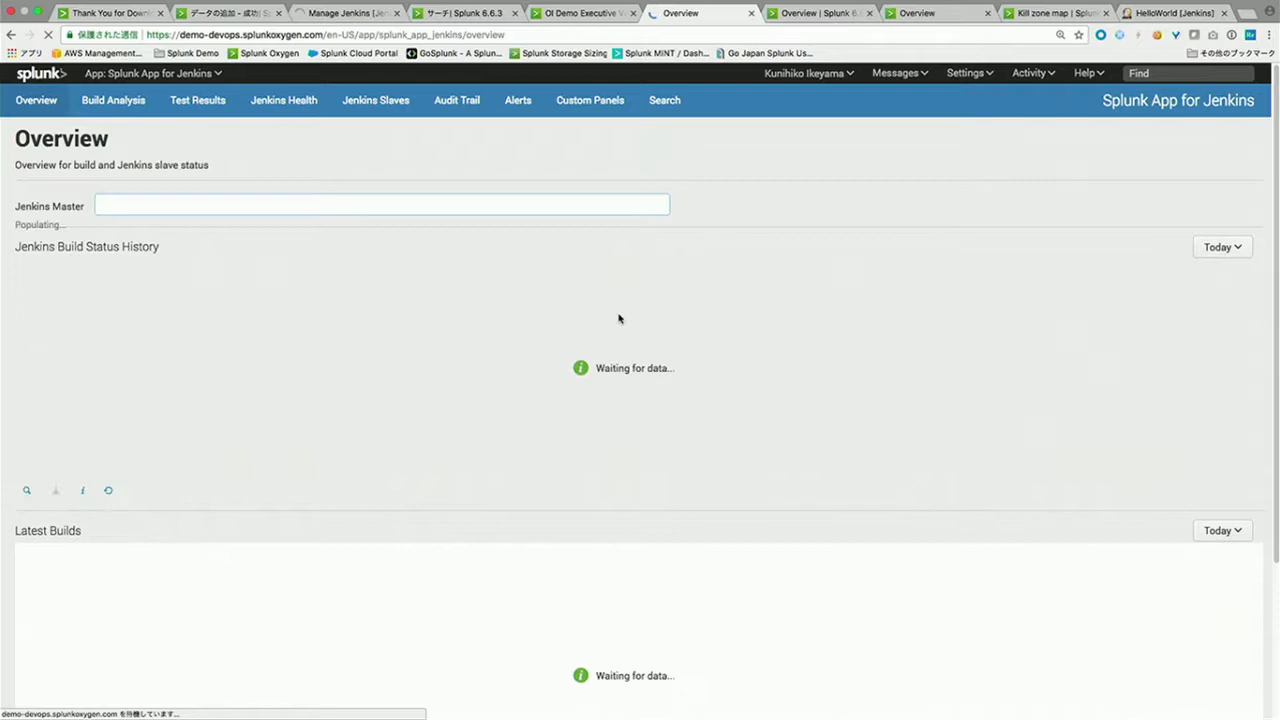 Thank You for Downl
データの追加 - 成功| S
Manage Jenkins [Jen
サーチ| Splunk 6.6.3
OI Demo Executive V
Overview
Overview | Splunk 6.
Overview
Kill zone map | Splun
HelloWorld [Jenkins]
保護された通信 https://demo-devops.splunkoxygen.com/en-US/app/splunk_app_jenkins/overview
アプリ AWS Management... Splunk Demo Splunk Oxygen Splunk Cloud Portal GoSplunk - A Splun... Splunk Storage Sizing Splunk MINT / Dash... Go Japan Splunk Us... その他のブックマーク
splunk> App: Splunk App for Jenkins Kunihiko Ikeyama Messages Settings Activity Help Find
Overview Build Analysis Test Results Jenkins Health Jenkins Slaves Audit Trail Alerts Custom Panels Search Splunk App for Jenkins
Overview
Overview for build and Jenkins slave status
Jenkins Master
Populating...
Jenkins Build Status History Today
Waiting for data...
Latest Builds Today
Waiting for data...
demo-devops.splunkoxygen.com を待機しています...